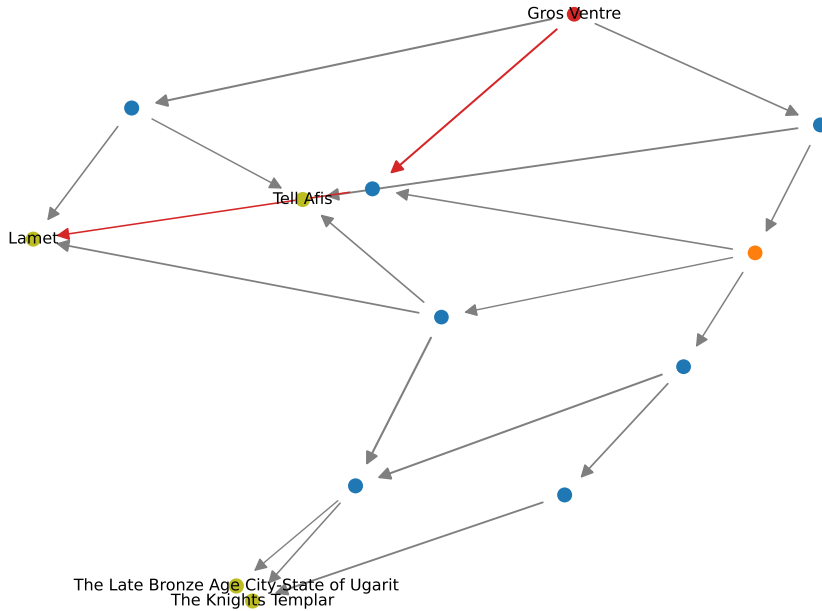 Gros Ventre
Tell Afis
Lamet
The Late Bronze Age City-State of Ugarit
The Knights Templar